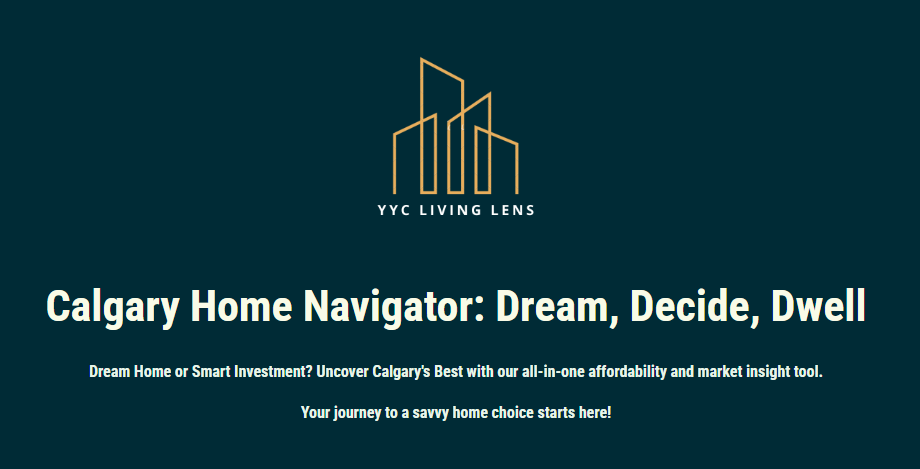 YYC LIVING LENS
Calgary Home Navigator: Dream, Decide, Dwell
Dream Home or Smart Investment? Uncover Calgary's Best with our all-in-one affordability and market insight tool.
Your journey to a savvy home choice starts here!